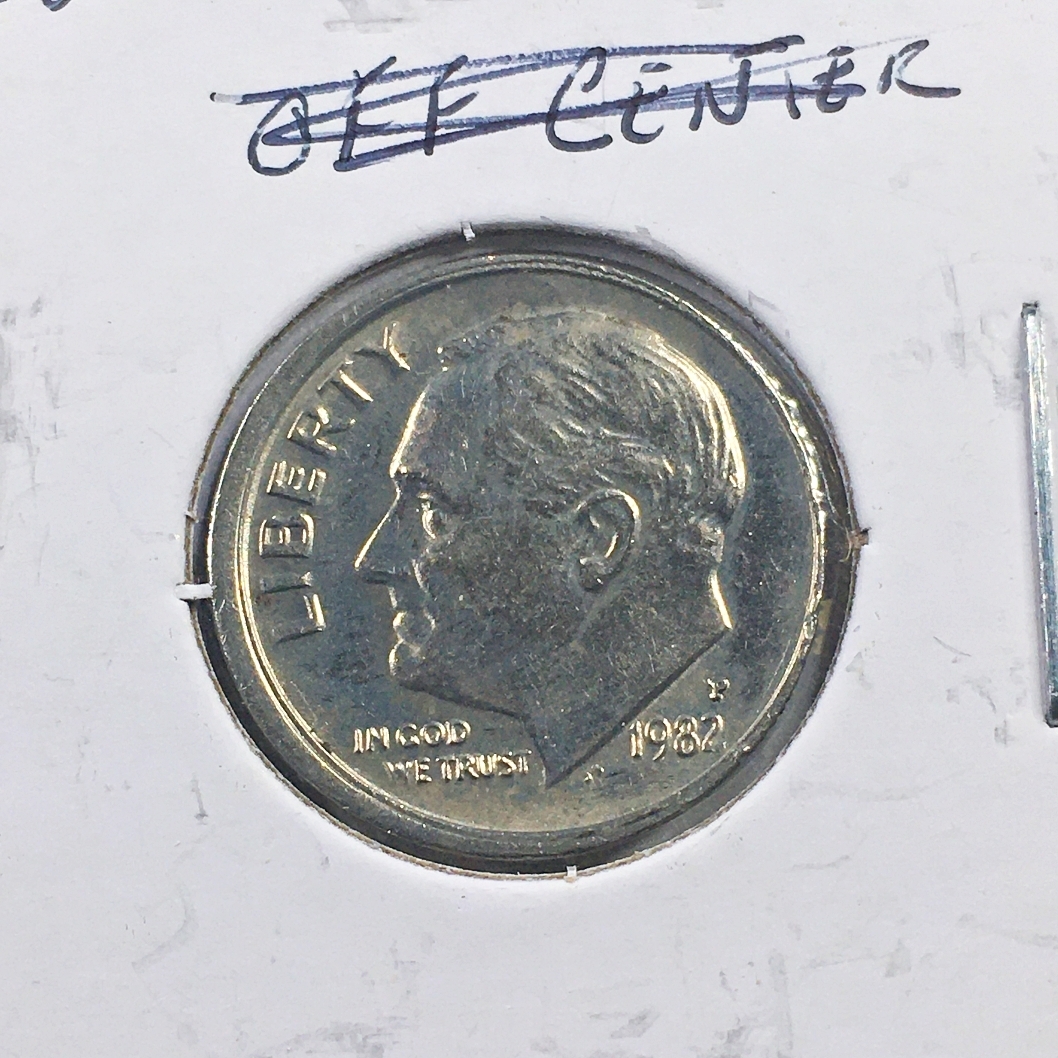 OFF CENTER
LIBERTY
P
IN GOD
1982
WE TRUST